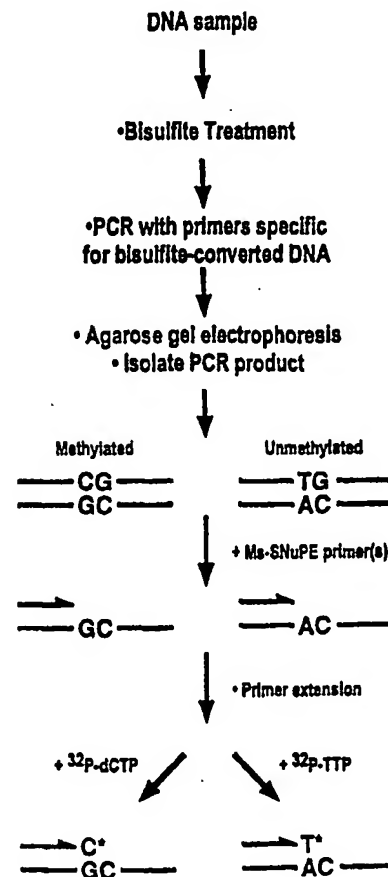 DNA sample
•Bisulfite Treatment
•PCR with primers specific
for bisulfite-converted DNA
• Agarose gel electrophoresis
• Isolate PCR product
Methylated Unmethylated
CG TG
GC AC
+ Ms-SNuPE primer(s)
GC AC
• Primer extension
+ 32P-dCTP + 32P-TTP
C* T*
GC AC